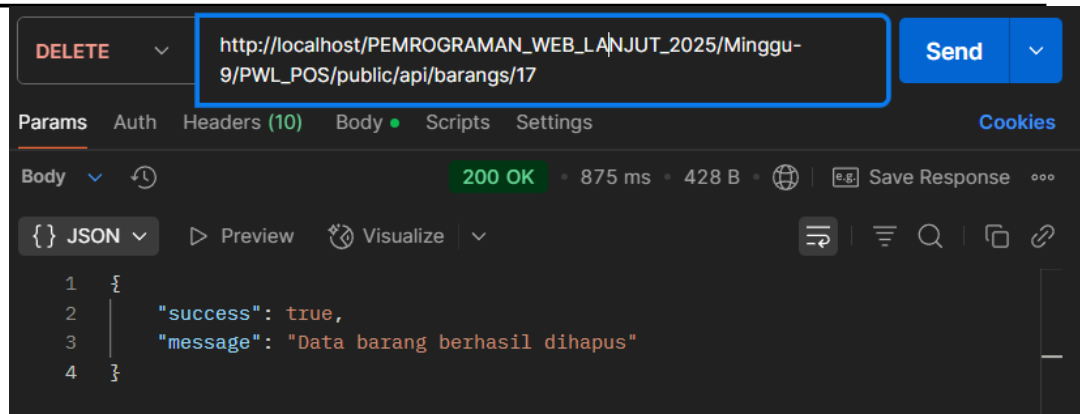 DELETE
http://localhost/PEMROGRAMAN_WEB_LANJUT_2025/Minggu-
9/PWL_POS/public/api/barangs/17
Send
Params Auth Headers (10) Body Scripts Settings Cookies
Body 200 OK 875 ms 428 B e.g. Save Response
{} JSON Preview Visualize
1 {
2 "success": true,
3 "message": "Data barang berhasil dihapus"
4 }